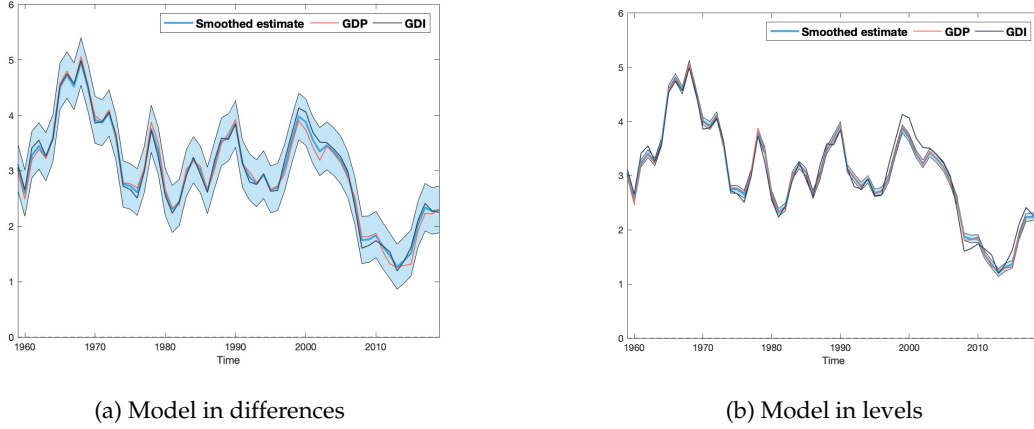 Smoothed estimate GDP GDI
6
5
4
3
2
1
0
1960 1970 1980 1990 2000 2010
Time
(a) Model in differences
Smoothed estimate GDP GDI
6
5
4
3
2
1
0
1960 1970 1980 1990 2000 2010
Time
(b) Model in levels